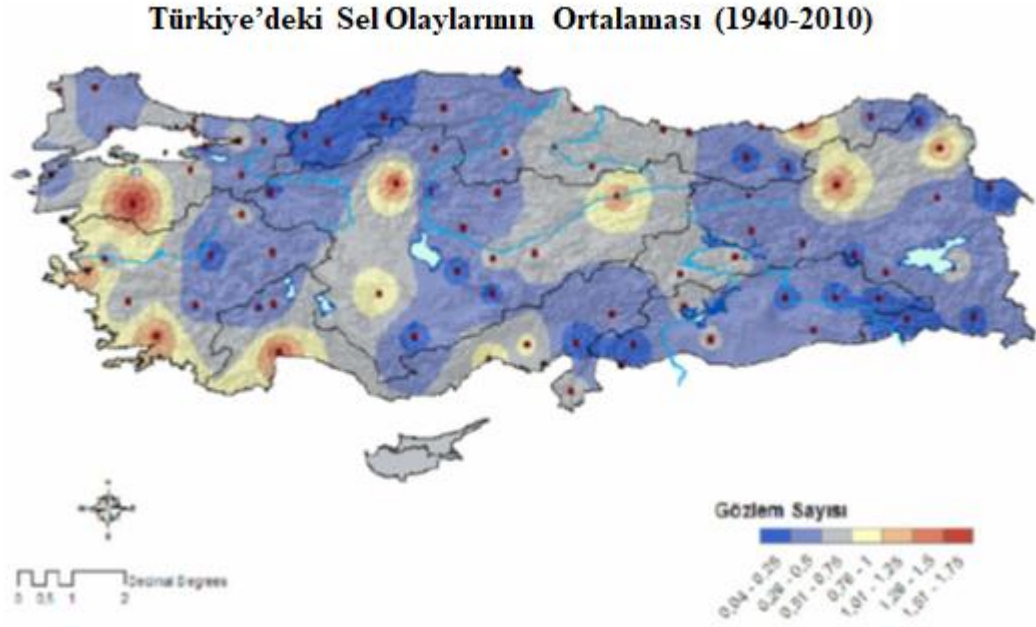 Türkiye’deki Sel Olaylarının Ortalaması (1940-2010)
Gözlem Sayısı
0,04 - 0,25
0,26 - 0,5
0,51 - 0,75
0,76 - 1
1,01 - 1,25
1,26 - 1,5
1,51 - 1,75
Decimal Degrees
0 0,5 1 2